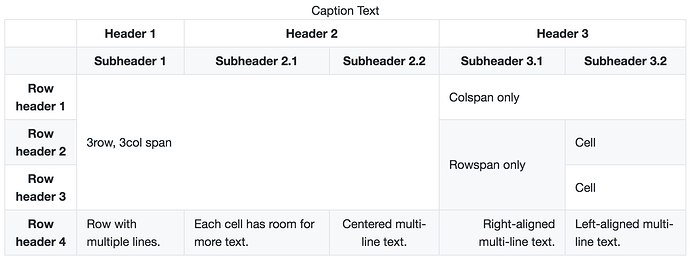 Caption Text
Header 1 Header 2 Header 3
Subheader 1 Subheader 2.1 Subheader 2.2 Subheader 3.1 Subheader 3.2
Row
header 1
3row, 3col span
Colspan only
Row
header 2
Rowspan only
Cell
Row
header 3
Cell
Row
header 4
Row with
multiple lines.
Each cell has room for
more text.
Centered multi-
line text.
Right-aligned
multi-line text.
Left-aligned multi-
line text.